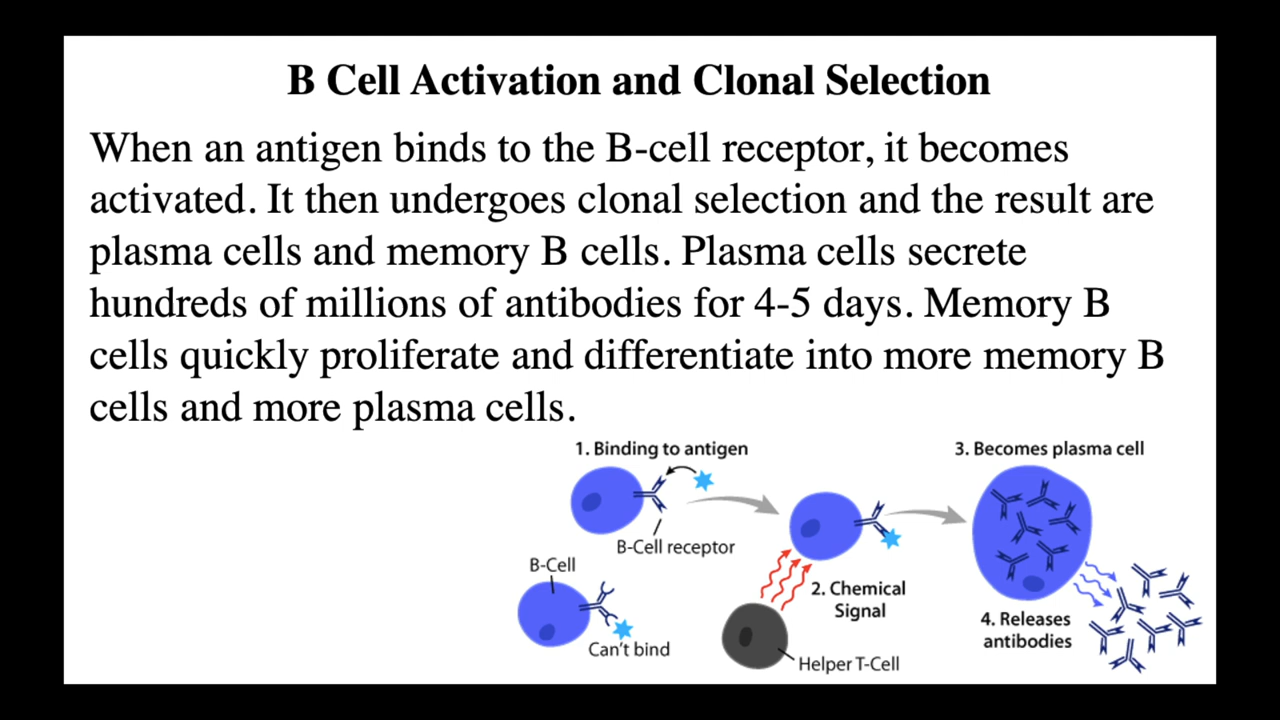 B Cell Activation and Clonal Selection
When an antigen binds to the B-cell receptor, it becomes
activated. It then undergoes clonal selection and the result are
plasma cells and memory B cells. Plasma cells secrete
hundreds of millions of antibodies for 4-5 days. Memory B
cells quickly proliferate and differentiate into more memory B
cells and more plasma cells.
1. Binding to antigen
3. Becomes plasma cell
B-Cell receptor
B-Cell
2. Chemical
Signal
4. Releases
antibodies
Can't bind
Helper T-Cell